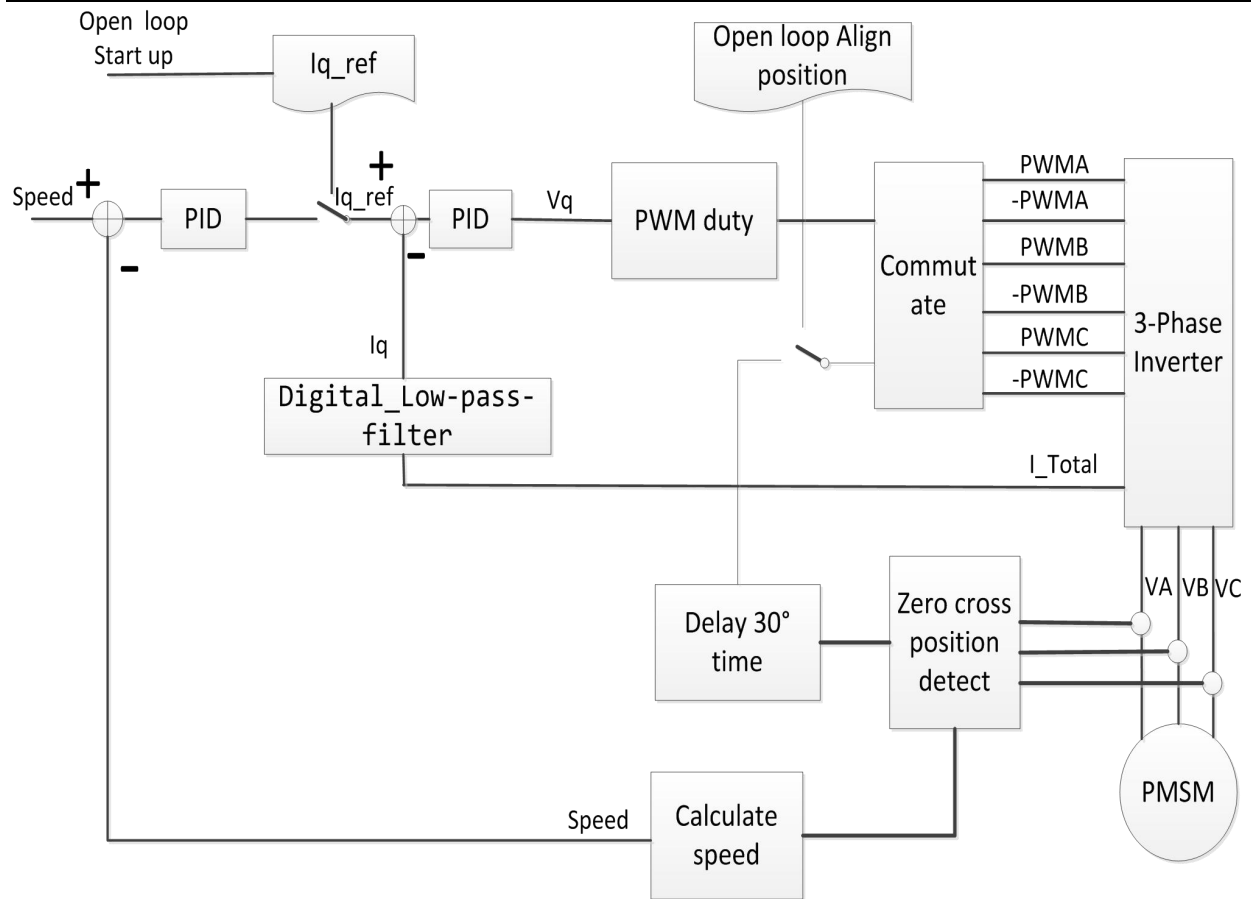 Open loop
Start up
Iq_ref
Open loop Align
position
+
+
Speed
PID
Iq_ref
PID
Vq
PWM duty
-
-
Commut
ate
PWMA
-PWMA
PWMB
-PWMB
PWMC
-PWMC
3-Phase
Inverter
Iq
Digital_Low-pass-
filter
I_Total
VA
VB
VC
Delay 30°
time
Zero cross
position
detect
PMSM
Speed
Calculate
speed